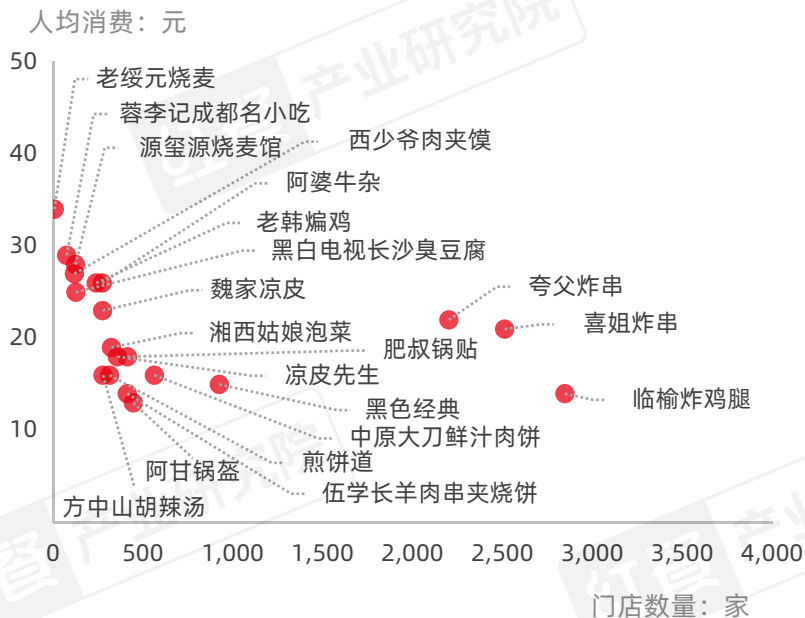 人均消费：元
50
老绥元烧麦
蓉李记成都名小吃
源玺源烧麦馆
西少爷肉夹馍
40
阿婆牛杂
老韩煸鸡
30
黑白电视长沙臭豆腐
魏家凉皮
夸父炸串
喜姐炸串
20
湘西姑娘泡菜
肥叔锅贴
凉皮先生
临榆炸鸡腿
黑色经典
10
中原大刀鲜汁肉饼
煎饼道
阿甘锅盔
伍学长羊肉串夹烧饼
方中山胡辣汤
0 500 1,000 1,500 2,000 2,500 3,000 3,500 4,000
门店数量：家
红餐产业研究院